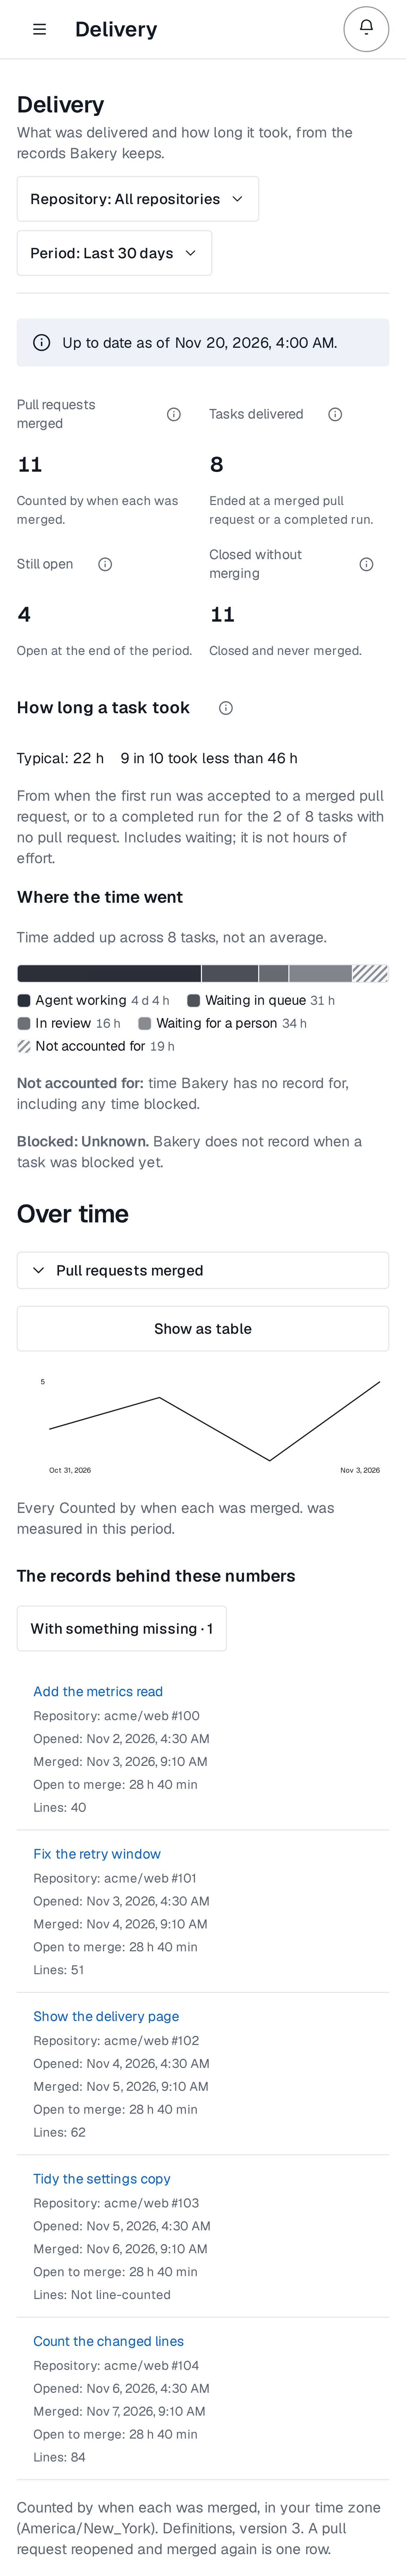 Delivery
Delivery
What was delivered and how long it took, from the
records Bakery keeps.
Repository: All repositories
Period: Last 30 days
Up to date as of Nov 20, 2026, 4:00 AM.
Pull requests
merged
Tasks delivered
11
8
Counted by when each was
merged.
Ended at a merged pull
request or a completed run.
Still open
Closed without
merging
4
11
Open at the end of the period.
Closed and never merged.
How long a task took
Typical: 22 h 9 in 10 took less than 46 h
From when the first run was accepted to a merged pull
request, or to a completed run for the 2 of 8 tasks with
no pull request. Includes waiting; it is not hours of
effort.
Where the time went
Time added up across 8 tasks, not an average.
Agent working 4 d 4 h Waiting in queue 31 h
In review 16 h Waiting for a person 34 h
Not accounted for 19 h
Not accounted for: time Bakery has no record for,
including any time blocked.
Blocked: Unknown. Bakery does not record when a
task was blocked yet.
Over time
Pull requests merged
Show as table
5
Oct 31, 2026 Nov 3, 2026
Every Counted by when each was merged. was
measured in this period.
The records behind these numbers
With something missing · 1
Add the metrics read
Repository: acme/web #100
Opened: Nov 2, 2026, 4:30 AM
Merged: Nov 3, 2026, 9:10 AM
Open to merge: 28 h 40 min
Lines: 40
Fix the retry window
Repository: acme/web #101
Opened: Nov 3, 2026, 4:30 AM
Merged: Nov 4, 2026, 9:10 AM
Open to merge: 28 h 40 min
Lines: 51
Show the delivery page
Repository: acme/web #102
Opened: Nov 4, 2026, 4:30 AM
Merged: Nov 5, 2026, 9:10 AM
Open to merge: 28 h 40 min
Lines: 62
Tidy the settings copy
Repository: acme/web #103
Opened: Nov 5, 2026, 4:30 AM
Merged: Nov 6, 2026, 9:10 AM
Open to merge: 28 h 40 min
Lines: Not line-counted
Count the changed lines
Repository: acme/web #104
Opened: Nov 6, 2026, 4:30 AM
Merged: Nov 7, 2026, 9:10 AM
Open to merge: 28 h 40 min
Lines: 84
Counted by when each was merged, in your time zone
(America/New_York). Definitions, version 3. A pull
request reopened and merged again is one row.